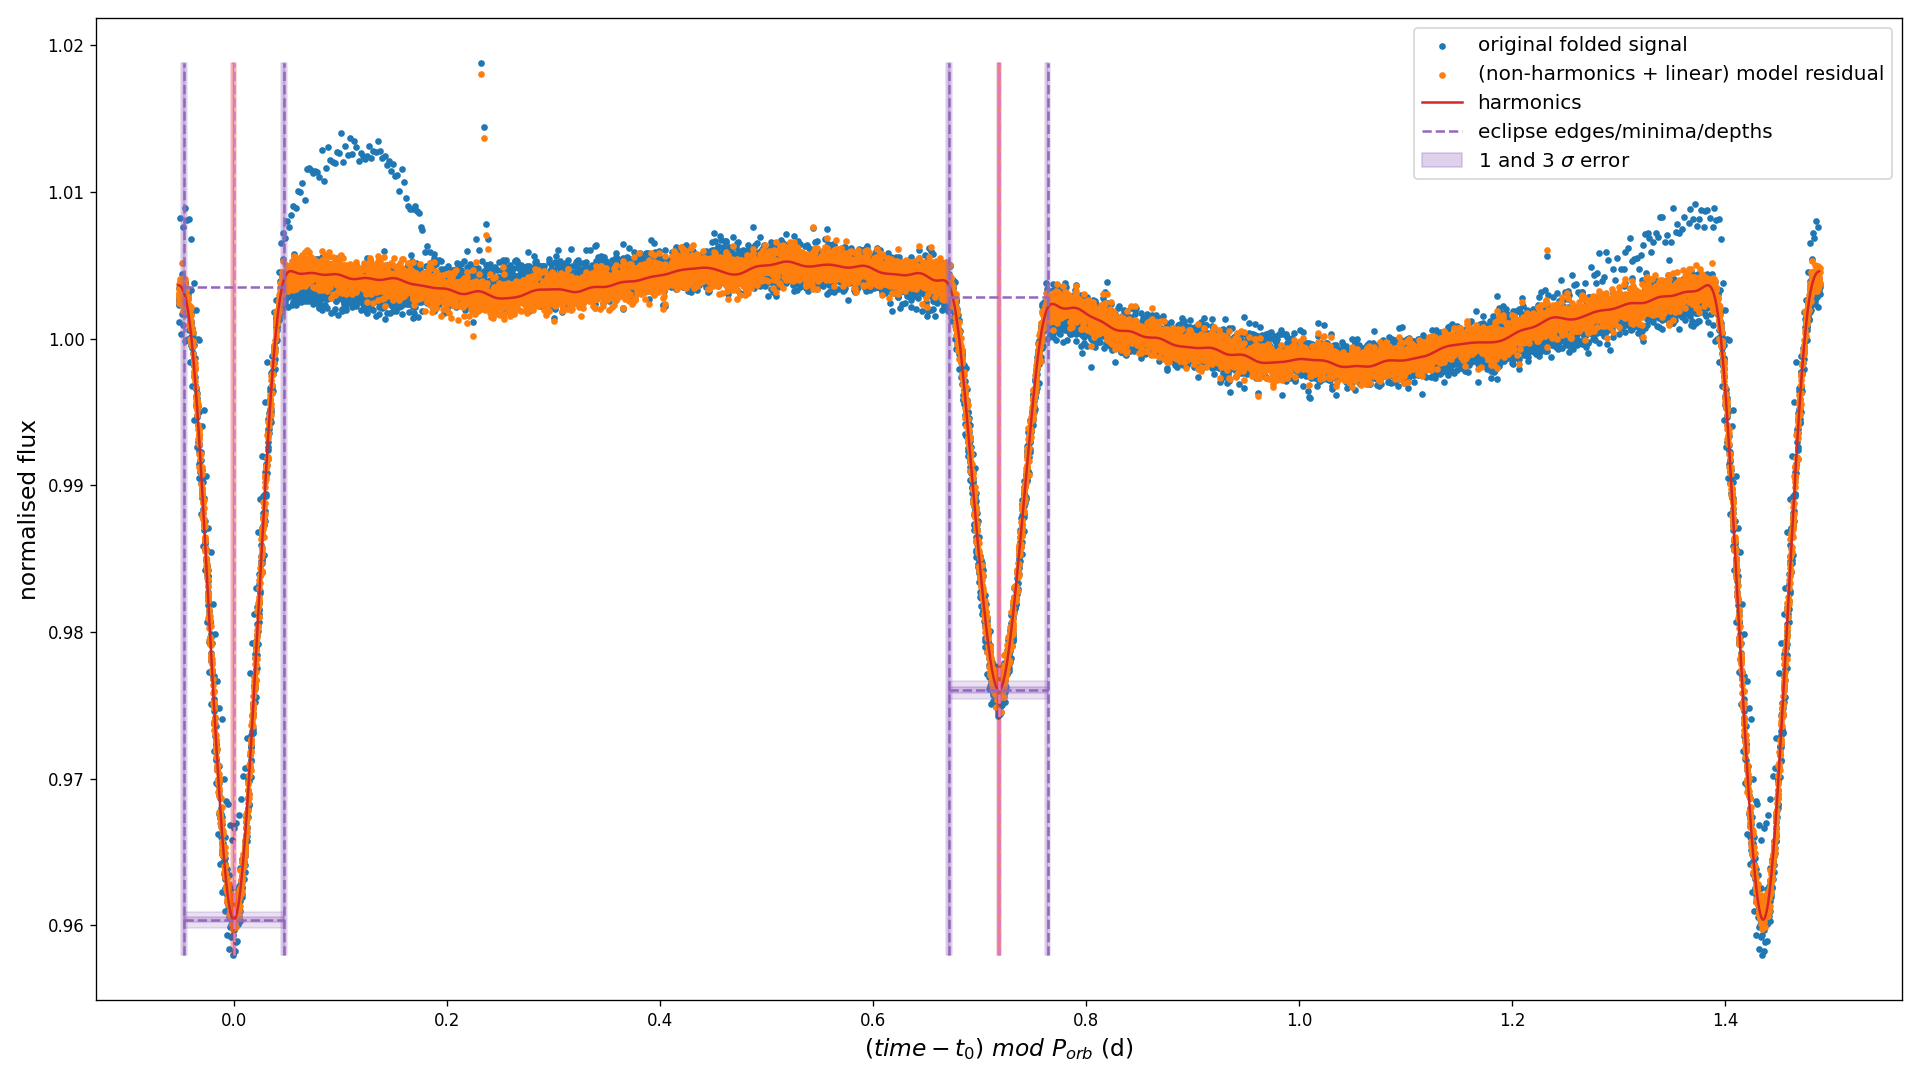 original folded signal
(non-harmonics + linear) model residual
harmonics
eclipse edges/minima/depths
1 and 3 σ error
1.02
1.01
1.00
0.99
0.98
0.97
0.96
normalised flux
0.0 0.2 0.4 0.6 0.8 1.0 1.2 1.4
(time − t₀) mod Pₒᵣb (d)